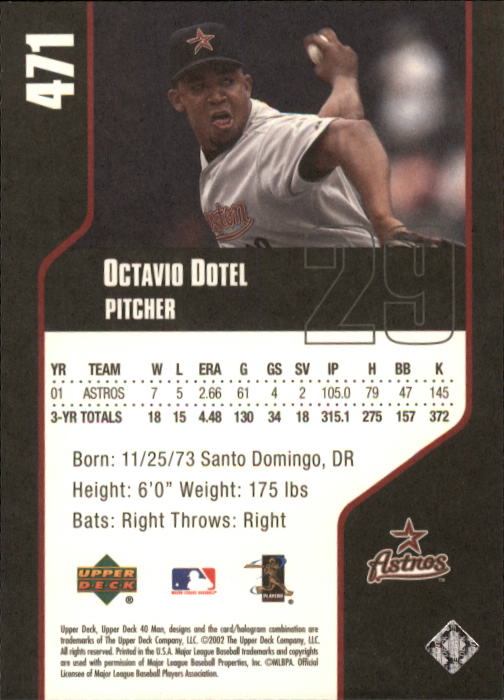 471
Houston
29
OCTAVIO DOTEL
PITCHER
YR TEAM W L ERA G GS SV IP H BB K
01 ASTROS 7 5 2.66 61 4 2 105.0 79 47 145
3-YR TOTALS 18 15 4.48 130 34 18 315.1 275 157 372
Born: 11/25/73 Santo Domingo, DR
Height: 6'0" Weight: 175 lbs
Bats: Right Throws: Right
Astros
UPPER DECK ®
MAJOR LEAGUE BASEBALL
PLAYERS ®
Upper Deck, Upper Deck 40 Man, designs and the card/hologram combination are
trademarks of The Upper Deck Company, LLC. ©2002 The Upper Deck Company, LLC.
All rights reserved. Printed in the U.S.A. Major League Baseball trademarks and copyrights
are used with permission of Major League Baseball Properties, Inc. ©MLBPA. Official
Licensee of Major League Baseball Players Association.